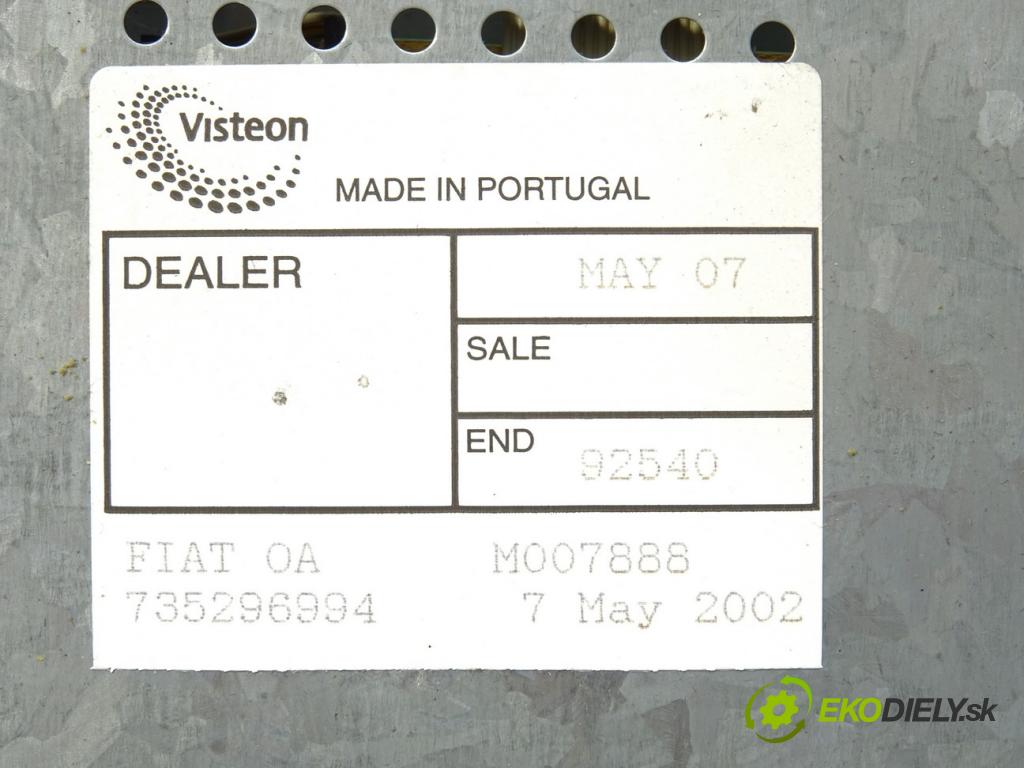 Visteon
MADE IN PORTUGAL
DEALER
MAY 07
SALE
END
92540
FIAT OA M007888
735296994 7 May 2002
EKODIELY.sk